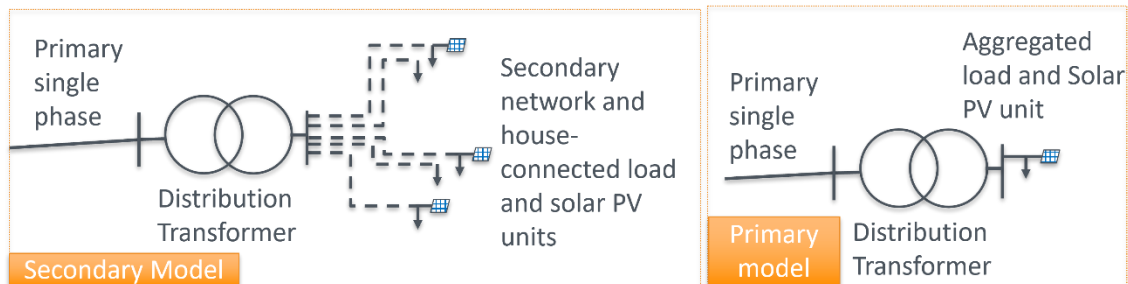 Primary
single
phase
Distribution
Transformer
Secondary
network and
house-
connected load
and solar PV
units
Secondary Model
Aggregated
load and Solar
PV unit
Primary
single
phase
Distribution
Transformer
Primary
model